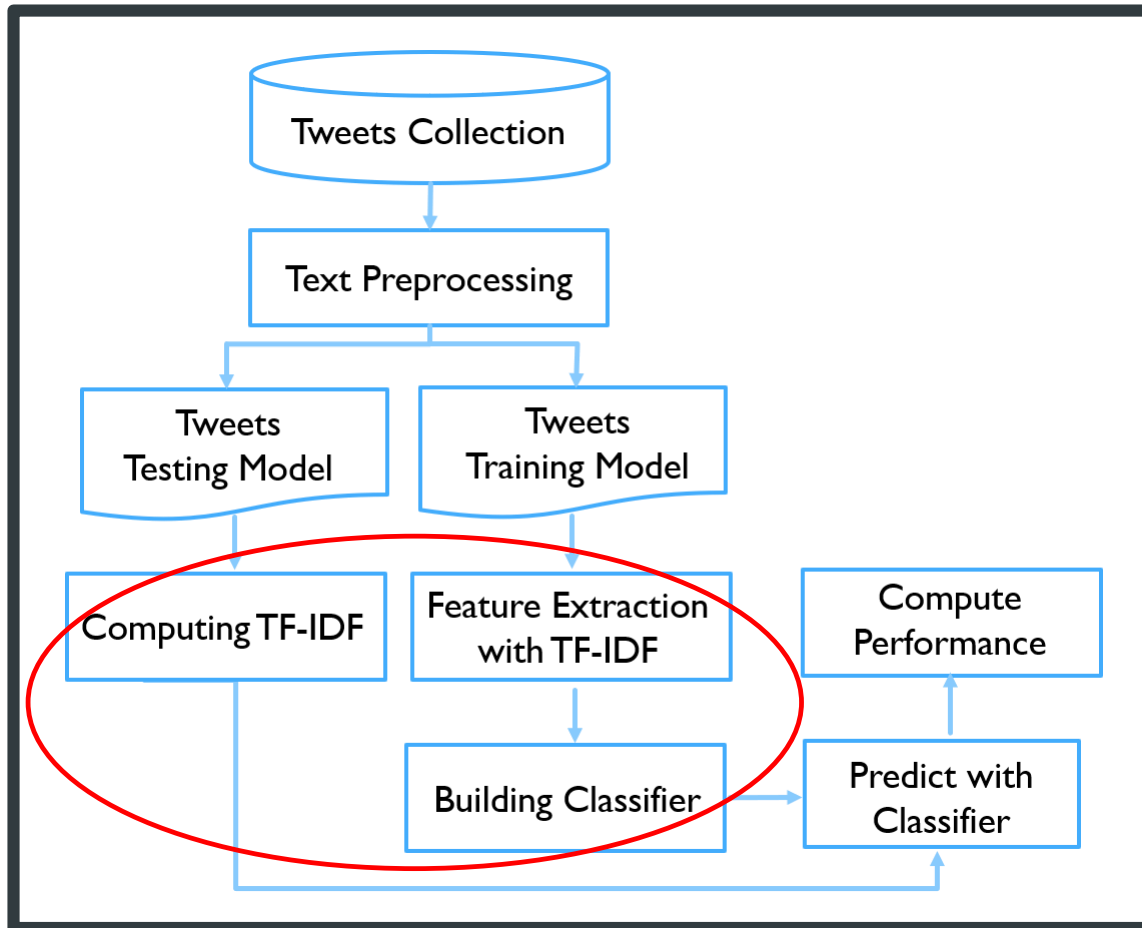 Tweets Collection
Text Preprocessing
Tweets
Testing Model
Tweets
Training Model
Computing TF-IDF
Feature Extraction
with TF-IDF
Compute
Performance
Building Classifier
Predict with
Classifier